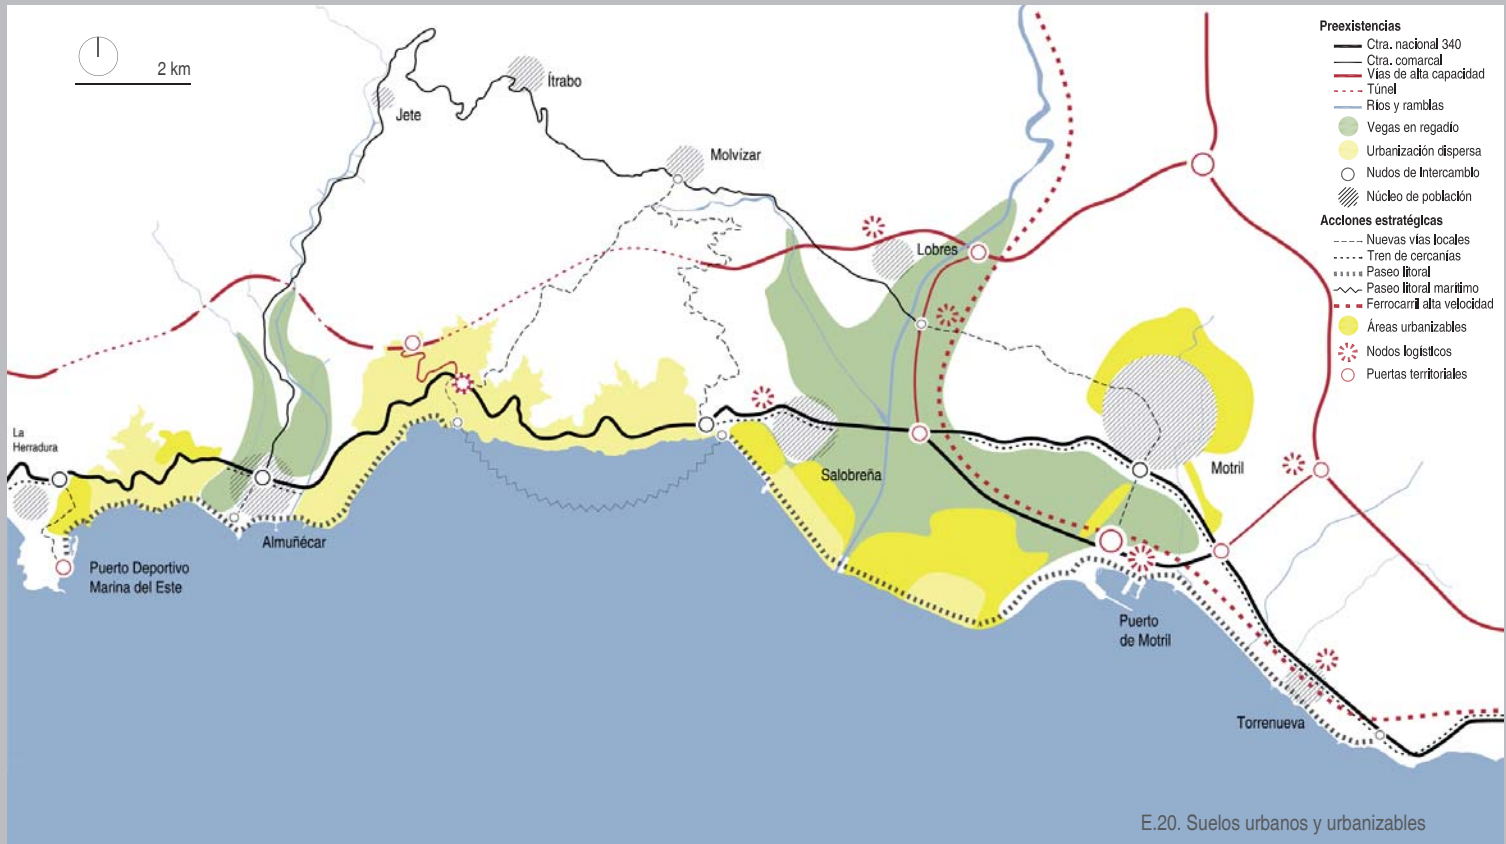 2 km
Ítrabo
Jete
Molvizar
Lobres
La
Herradura
Salobreña
Motril
Almuñécar
Puerto Deportivo
Marina del Este
Puerto
de Motril
Torrenueva
Preexistencias
Ctra. nacional 340
Ctra. comarcal
Vías de alta capacidad
Túnel
Ríos y ramblas
Vegas en regadío
Urbanización dispersa
Nudos de intercambio
Núcleo de población
Acciones estratégicas
Nuevas vías locales
Tren de cercanías
Paseo litoral
Paseo litoral marítimo
Ferrocarril alta velocidad
Áreas urbanizables
Nodos logísticos
Puertas territoriales
E.20. Suelos urbanos y urbanizables